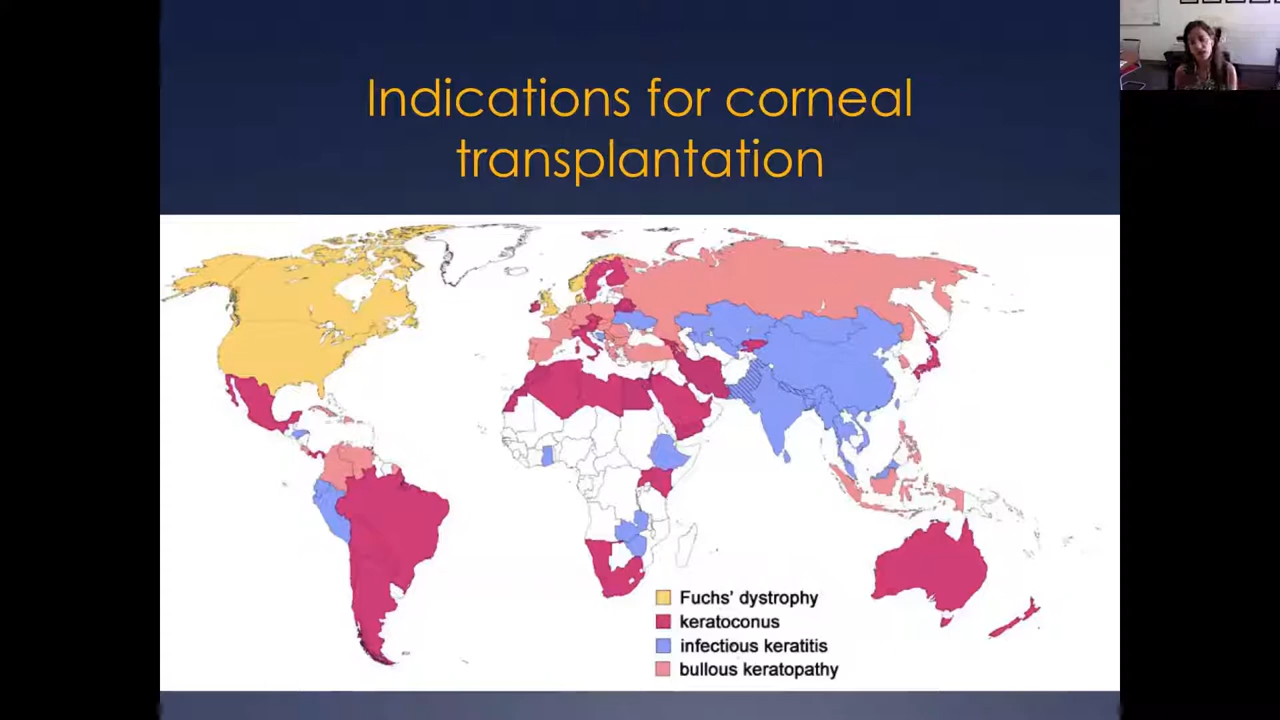 Indications for corneal
transplantation
Fuchs' dystrophy
keratoconus
infectious keratitis
bullous keratopathy